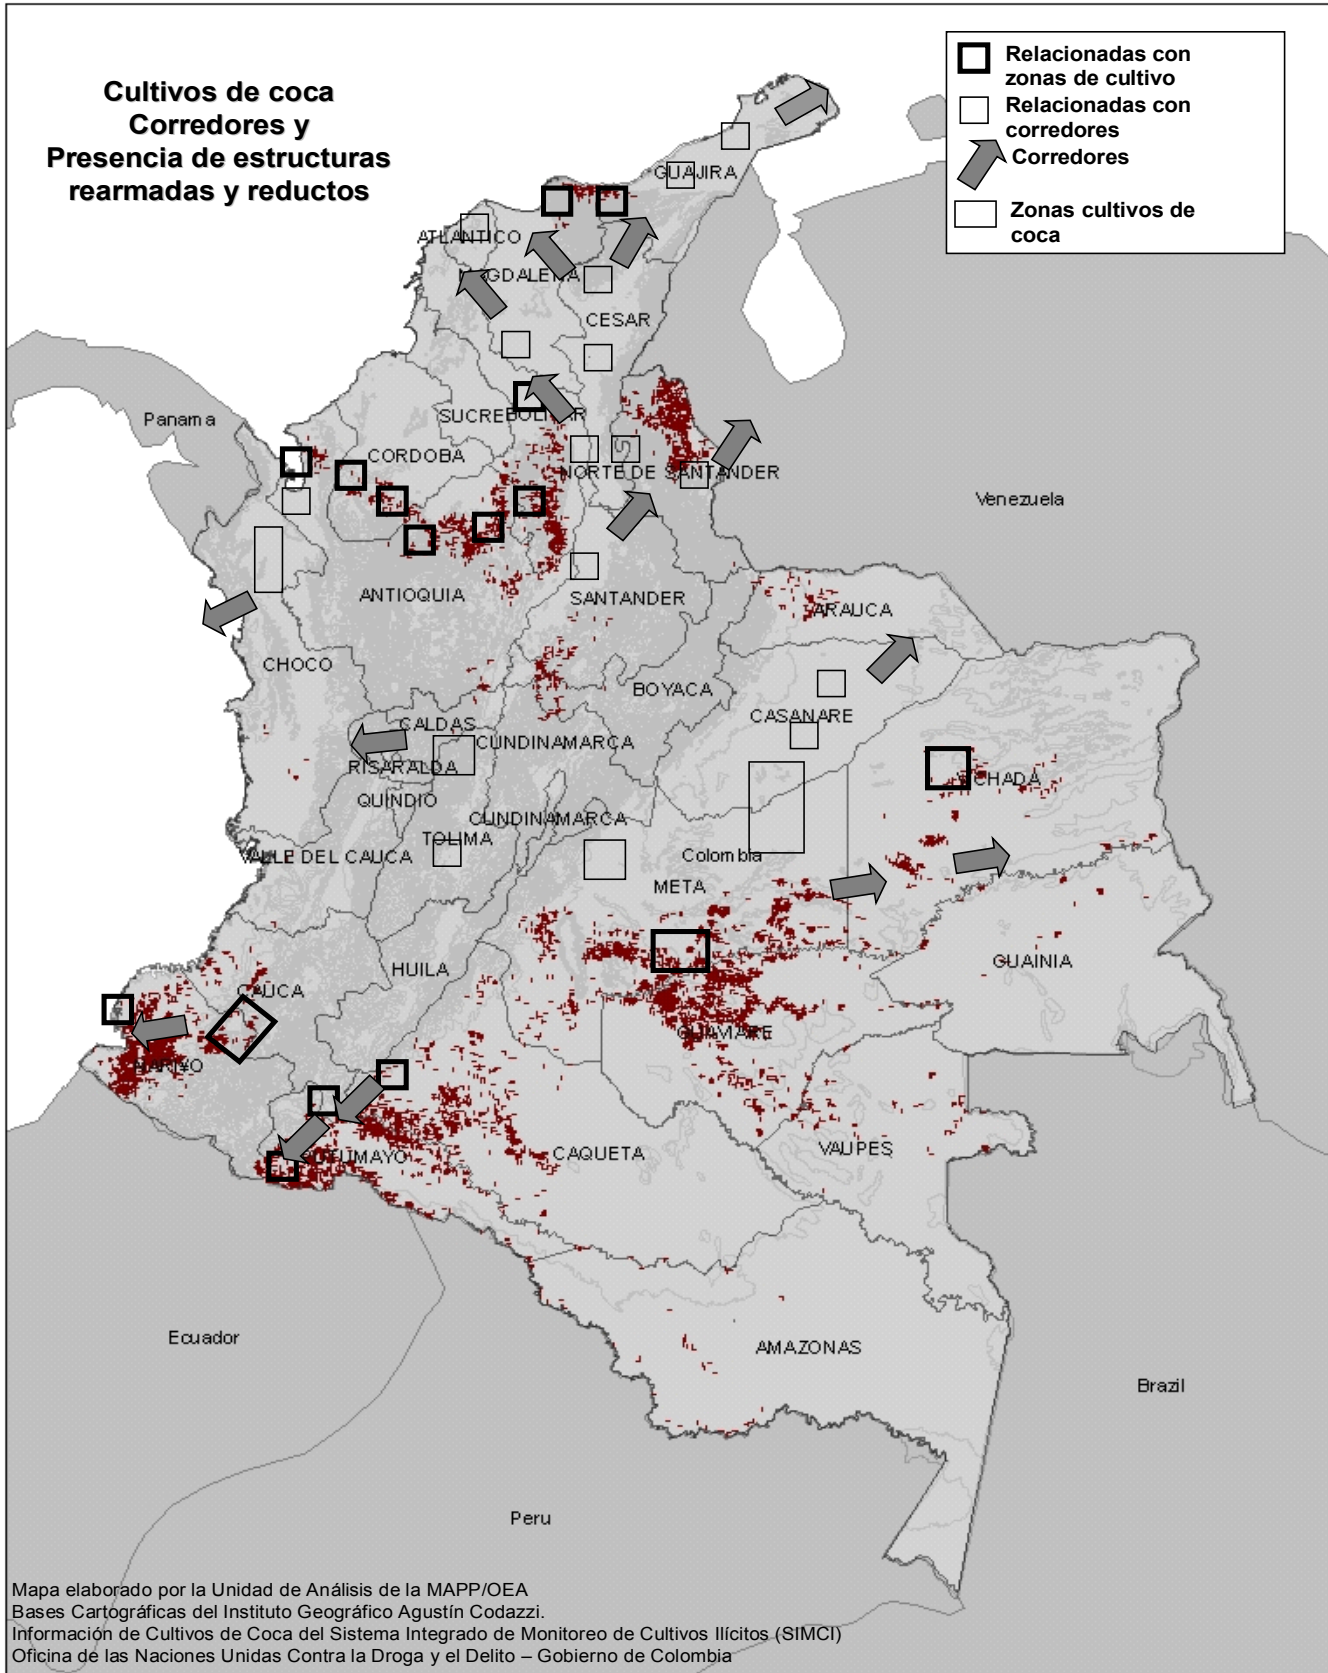 Cultivos de coca
Corredores y
Presencia de estructuras
rearmadas y reductos
Relacionadas con
zonas de cultivo
Relacionadas con
corredores
Corredores
Zonas cultivos de
coca
GUAJIRA
ATLANTICO
MAGDALENA
CESAR
Panama
SUCRE
BOLIVAR
CORDOBA
NORTE DE SANTANDER
Venezuela
ANTIOQUIA
SANTANDER
ARAUCA
CHOCO
BOYACA
CALDAS
CASANARE
CUNDINAMARCA
RISARALDA
VICHADA
QUINDIO
CUNDINAMARCA
TOLIMA
VALLE DEL CAUCA
Colombia
META
HUILA
GUAINIA
CAUCA
GUAVIARE
NARIÑO
CAQUETA
VAUPES
PUTUMAYO
Ecuador
AMAZONAS
Brazil
Peru
Mapa elaborado por la Unidad de Análisis de la MAPP/OEA
Bases Cartográficas del Instituto Geográfico Agustín Codazzi.
Información de Cultivos de Coca del Sistema Integrado de Monitoreo de Cultivos Ilícitos (SIMCI)
Oficina de las Naciones Unidas Contra la Droga y el Delito – Gobierno de Colombia